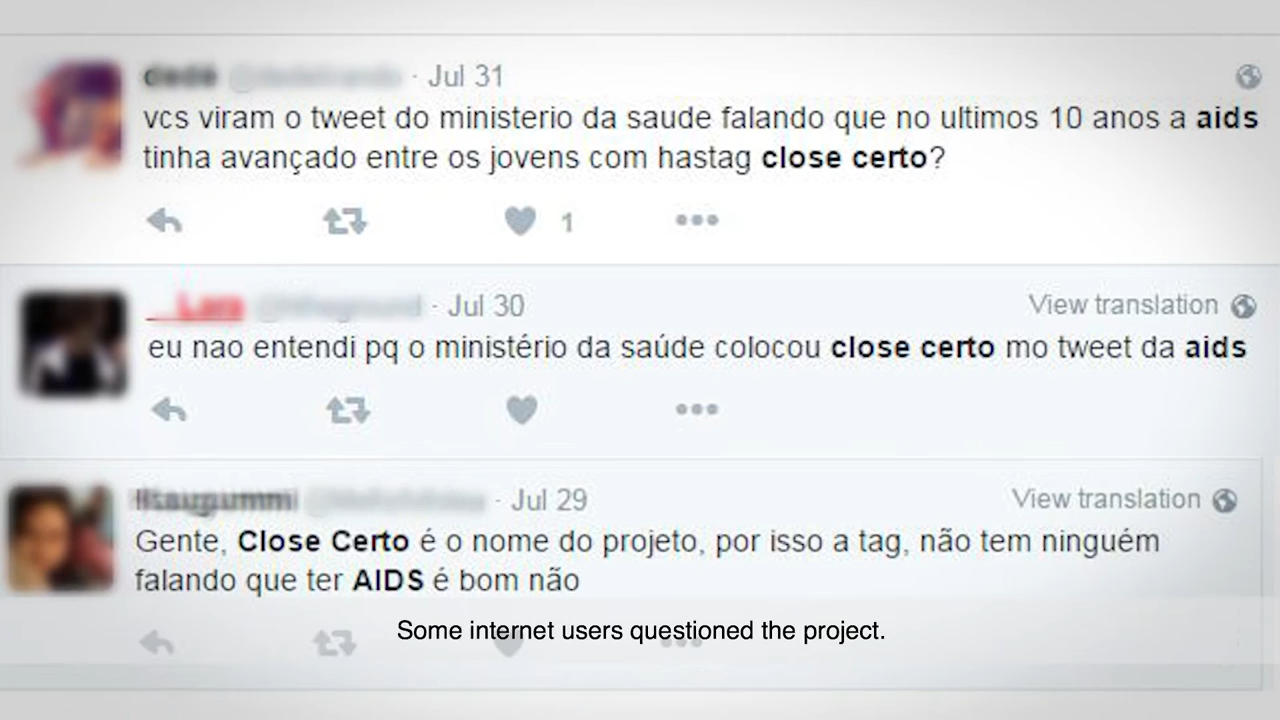 · Jul 31
vcs viram o tweet do ministerio da saude falando que no ultimos 10 anos a aids
tinha avançado entre os jovens com hastag close certo?
1
· Jul 30 View translation
eu nao entendi pq o ministério da saúde colocou close certo mo tweet da aids
· Jul 29 View translation
Gente, Close Certo é o nome do projeto, por isso a tag, não tem ninguém
falando que ter AIDS é bom não
Some internet users questioned the project.